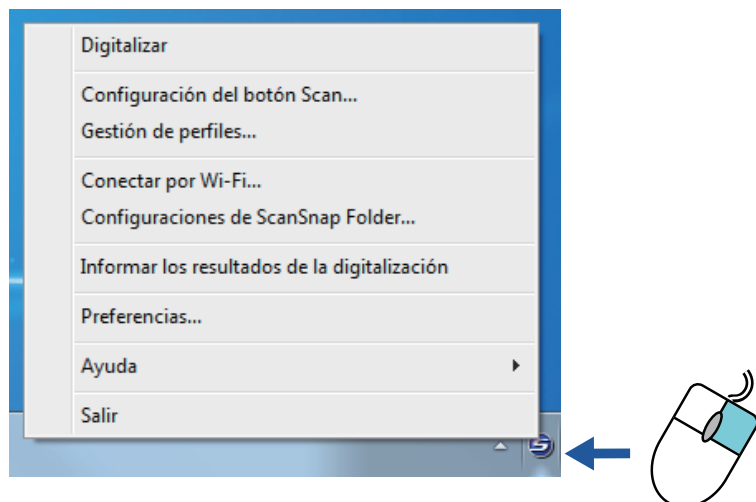 Digitalizar
Configuración del botón Scan...
Gestión de perfiles...
Conectar por Wi-Fi...
Configuraciones de ScanSnap Folder...
Informar los resultados de la digitalización
Preferencias...
Ayuda
Salir